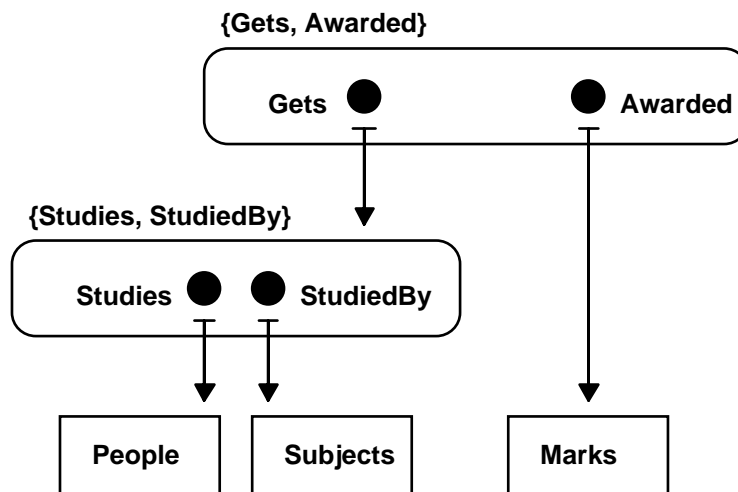 {Gets, Awarded}
Gets Awarded
{Studies, StudiedBy}
Studies StudiedBy
People Subjects Marks